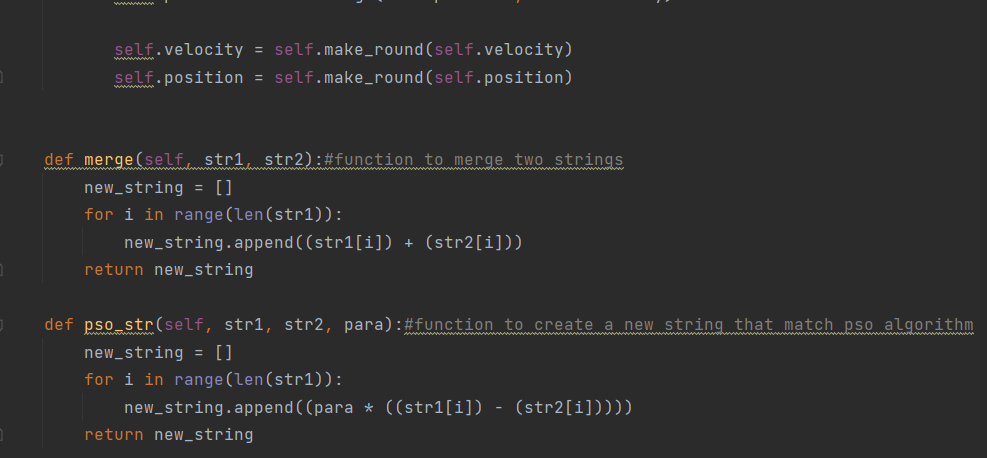 self.velocity = self.make_round(self.velocity)
self.position = self.make_round(self.position)
def merge(self, str1, str2):#function to merge two strings
new_string = []
for i in range(len(str1)):
new_string.append((str1[i]) + (str2[i]))
return new_string
def pso_str(self, str1, str2, para):#function to create a new string that match pso algorithm
new_string = []
for i in range(len(str1)):
new_string.append((para * ((str1[i]) - (str2[i]))))
return new_string